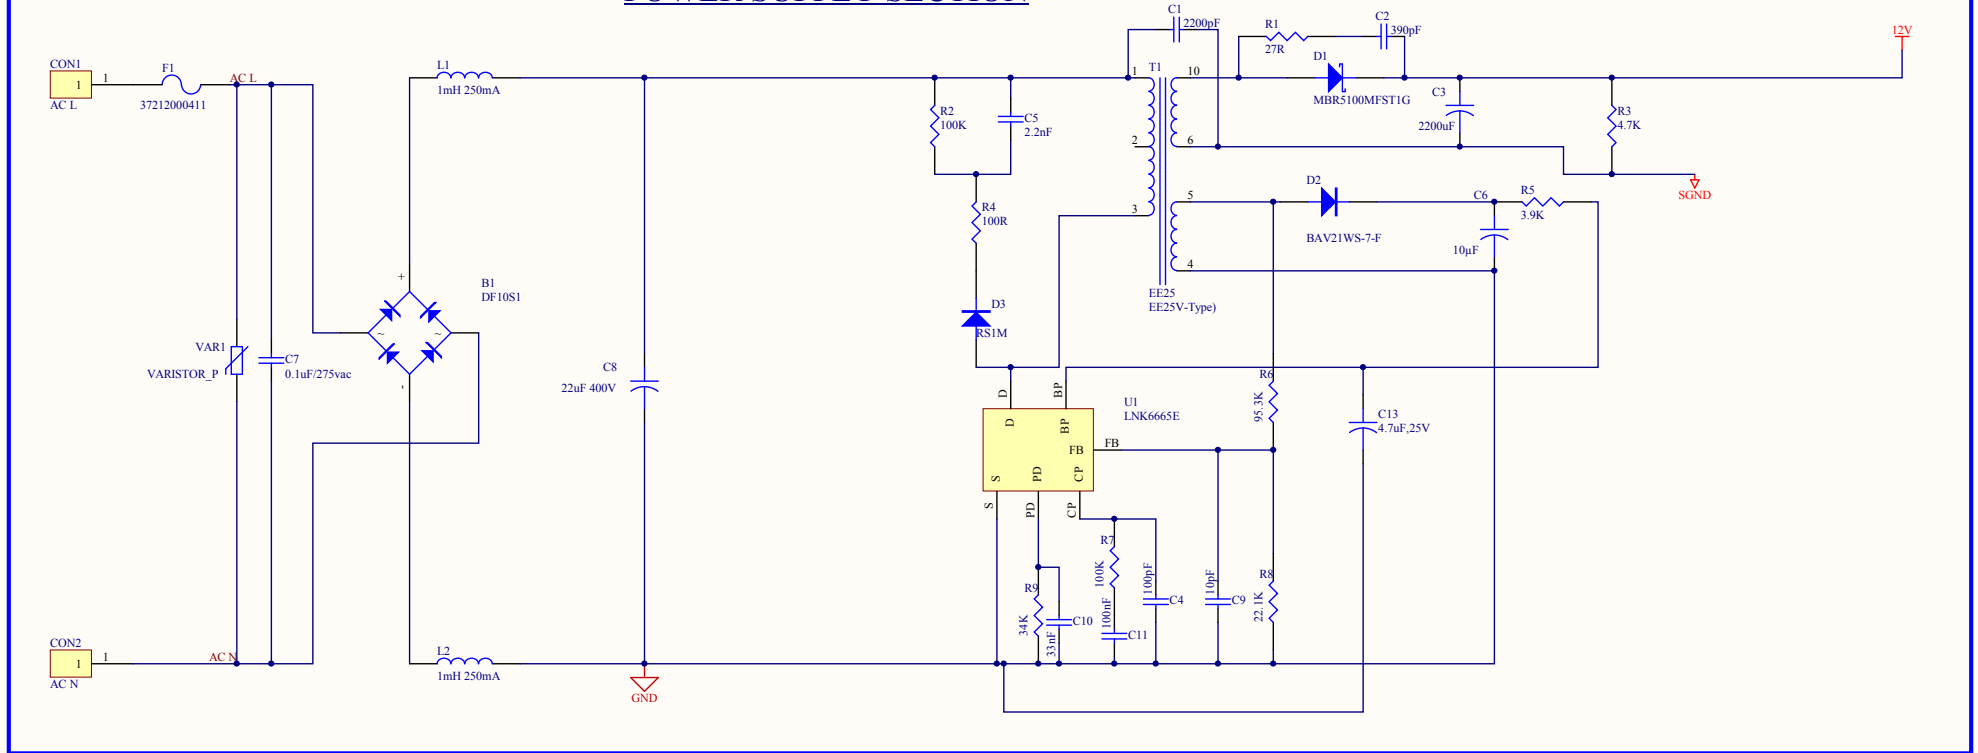 CON1
1
1
AC L
F1
37212000411
AC L
L1
1mH 250mA
C1
2200pF
R1
27R
C2
390pF
D1
MBR5100MFST1G
12V
T1
1
10
2
6
3
5
4
EE25
EE25V-Type)
R2
100K
C5
2.2nF
C3
2200uF
R3
4.7K
SGND
R4
100R
D2
BAV21WS-7-F
C6
10µF
R5
3.9K
+
B1
DF10S1
~
~
-
D3
RS1M
VAR1
VARISTOR_P
C7
0.1uF/275vac
C8
22uF 400V
D
BP
U1
LNK6665E
D
BP
FB
FB
S
PD
CP
S
PD
CP
R6
95.3K
C13
4.7uF,25V
R7
100K
100nF
C11
100pF
C4
10pF
C9
R8
22.1K
R9
34K
C10
33nF
CON2
1
1
AC N
AC N
L2
1mH 250mA
GND